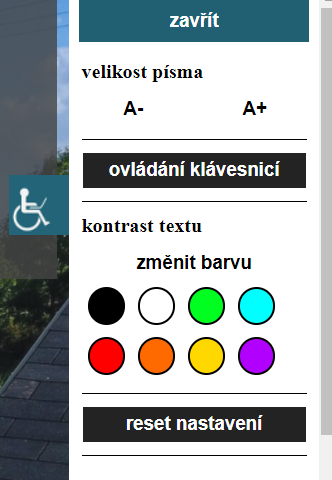 zavřít
velikost písma
A- A+
ovládání klávesnicí
kontrast textu
změnit barvu
reset nastavení